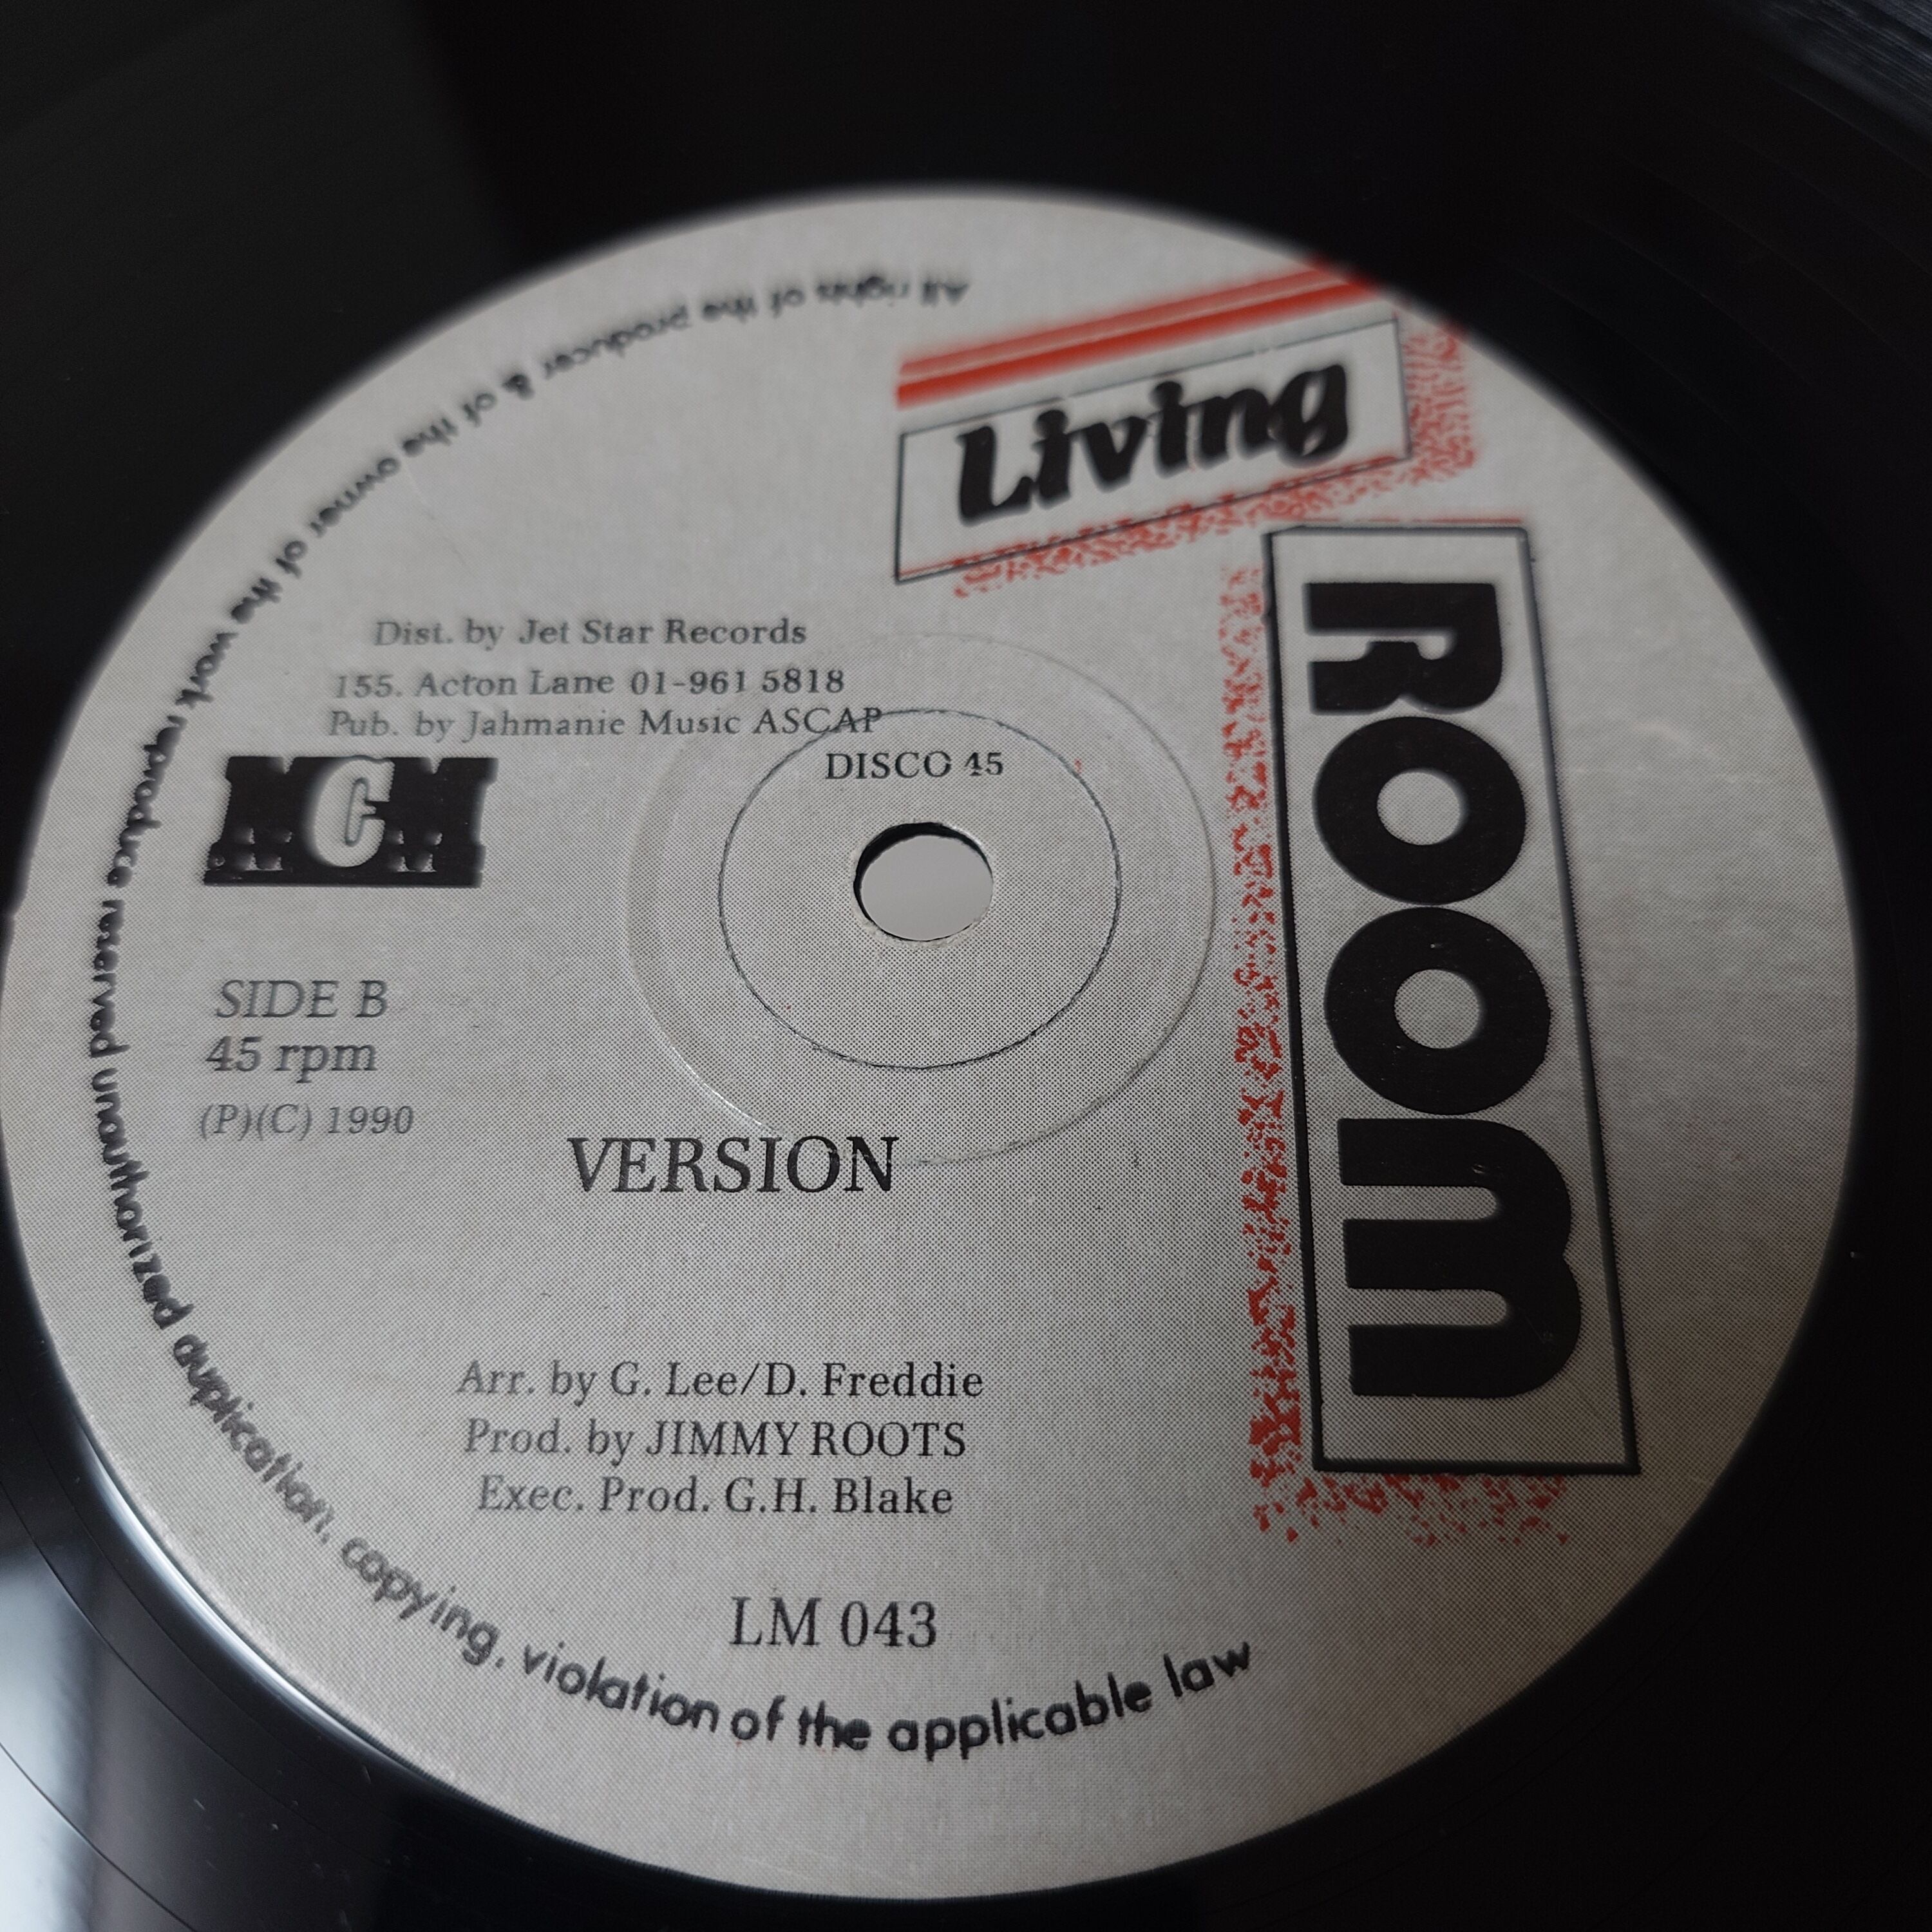 Living
Room
Dist. by Jet Star Records
155. Acton Lane 01-961 5818
Pub. by Jahmanie Music ASCAP
DISCO 45
MCM
SIDE B
45 rpm
(P)(C) 1990
VERSION
Arr. by G. Lee/D. Freddie
Prod. by JIMMY ROOTS
Exec. Prod. G.H. Blake
LM 043
All rights of the producer & of the owner of the work reproduce reserved unauthorized duplication, copying, violation of the applicable law